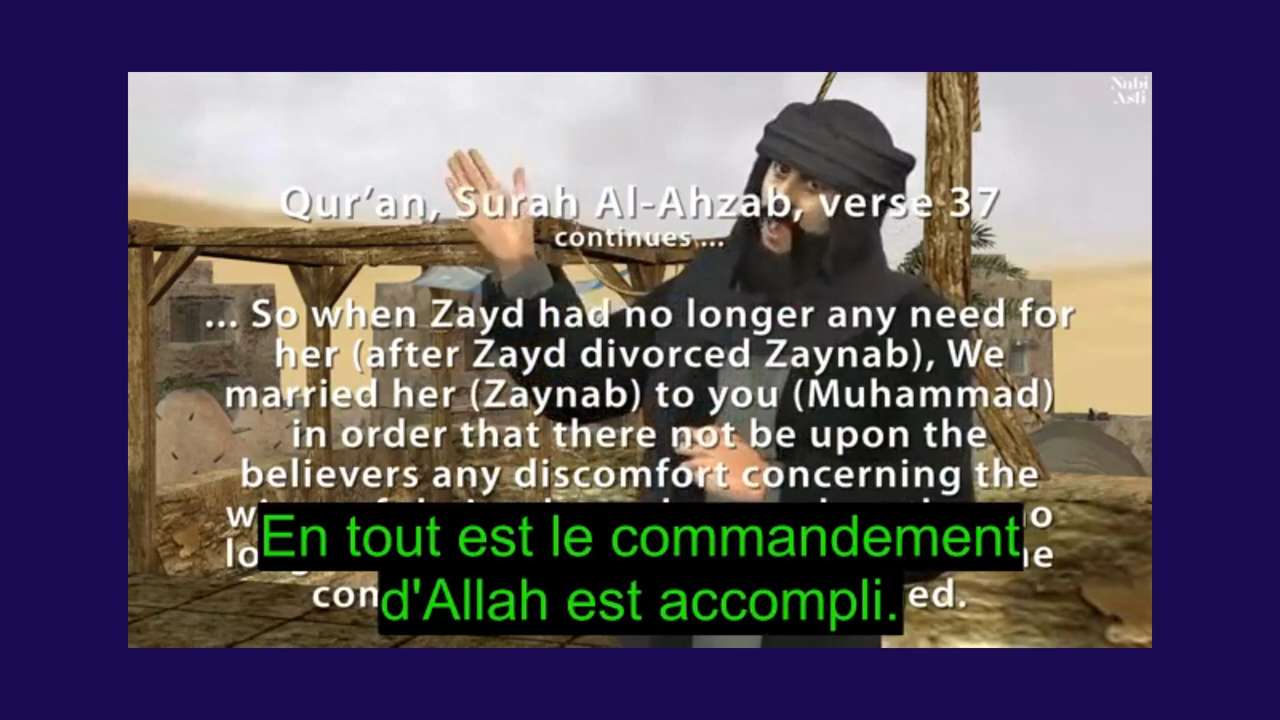 Nabi
Asli
Qur'an, Surah Al-Ahzab, verse 37
continues ...
... So when Zayd had no longer any need for
her (after Zayd divorced Zaynab), We
married her (Zaynab) to you (Muhammad)
in order that there not be upon the
believers any discomfort concerning the
En tout est le commandement
d'Allah est accompli.